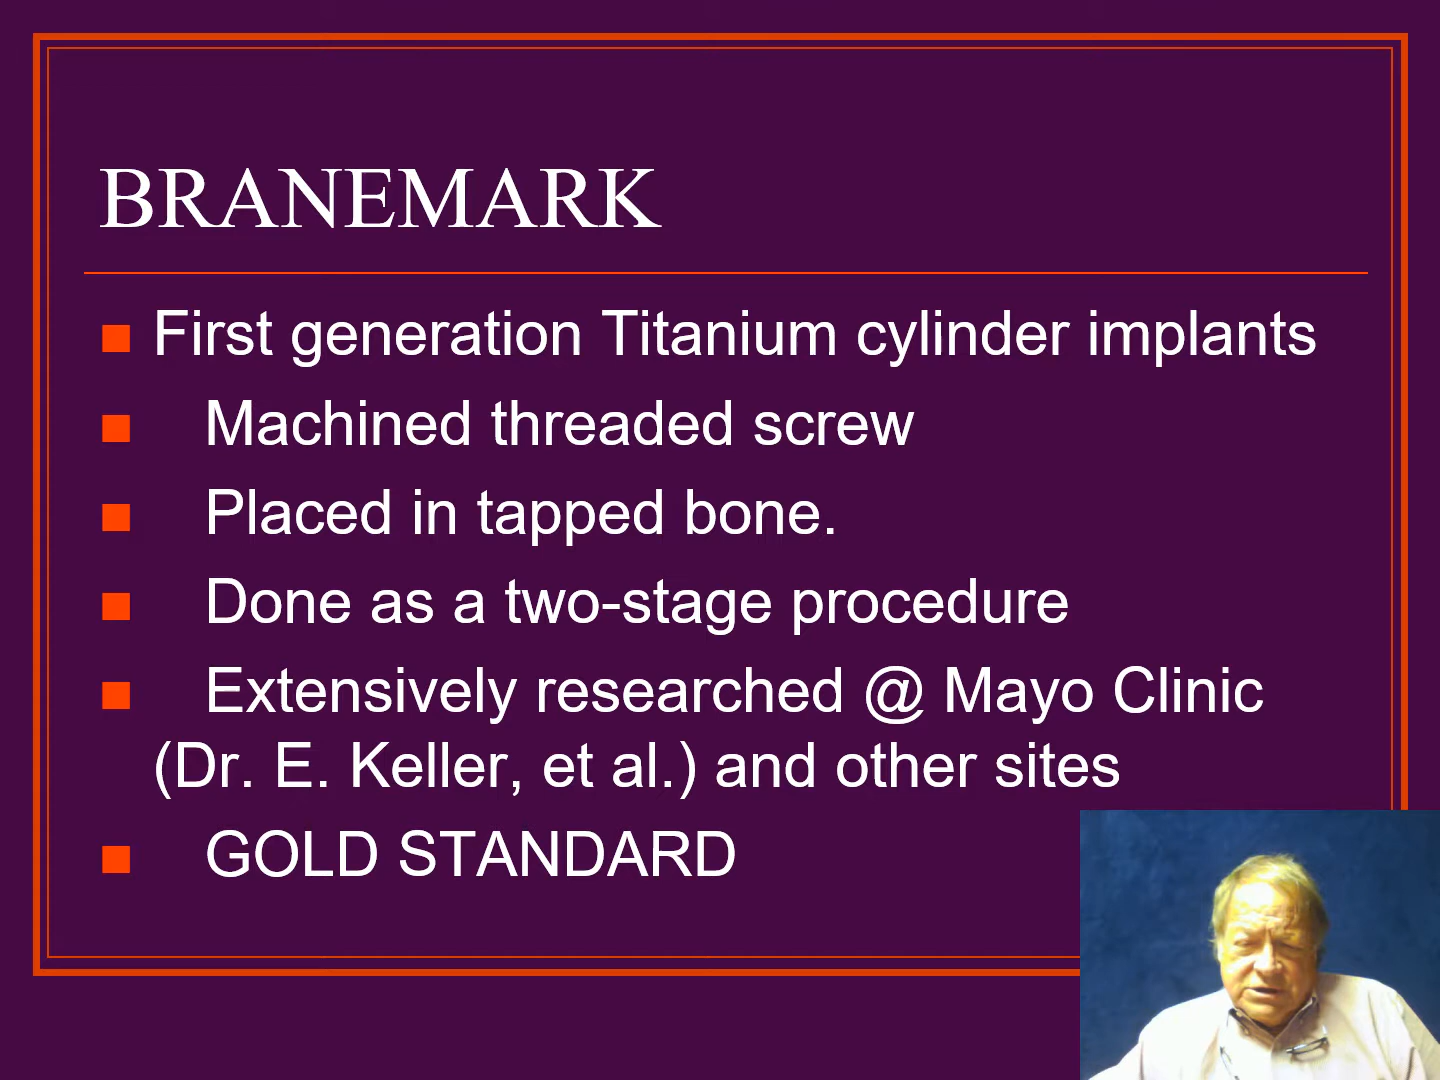 BRANEMARK
First generation Titanium cylinder implants
Machined threaded screw
Placed in tapped bone.
Done as a two-stage procedure
Extensively researched @ Mayo Clinic
(Dr. E. Keller, et al.) and other sites
GOLD STANDARD